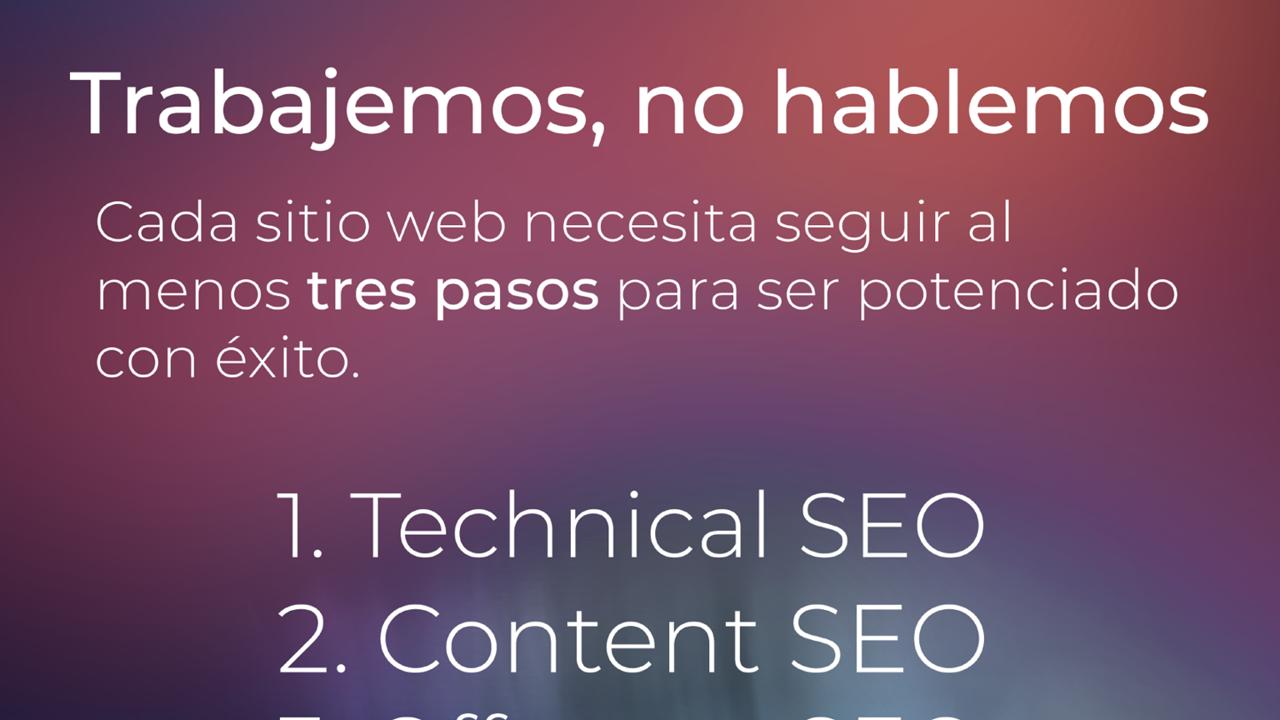 Trabajemos, no hablemos
Cada sitio web necesita seguir al
menos tres pasos para ser potenciado
con éxito.
1. Technical SEO
2. Content SEO